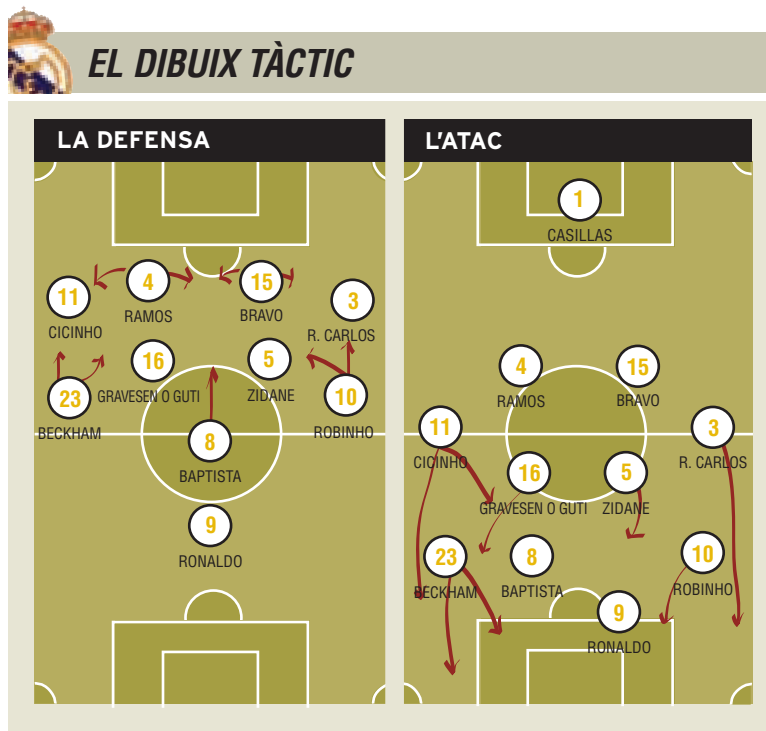 EL DIBUIX TÀCTIC
LA DEFENSA
4
15
11
3
RAMOS
BRAVO
CICINHO
R. CARLOS
16
5
23
10
GRAVESEN O GUTI
ZIDANE
BECKHAM
ROBINHO
8
BAPTISTA
9
RONALDO
L'ATAC
1
CASILLAS
4
15
RAMOS
BRAVO
11
3
CICINHO
R. CARLOS
16
5
GRAVESEN O GUTI
ZIDANE
23
8
10
BECKHAM
BAPTISTA
ROBINHO
9
RONALDO